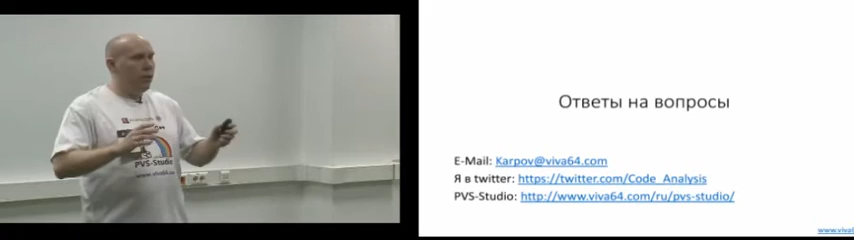 PVS-Studio
Ответы на вопросы
E-Mail: Karpov@viva64.com
Я в twitter: https://twitter.com/Code_Analysis
PVS-Studio: http://www.viva64.com/ru/pvs-studio/